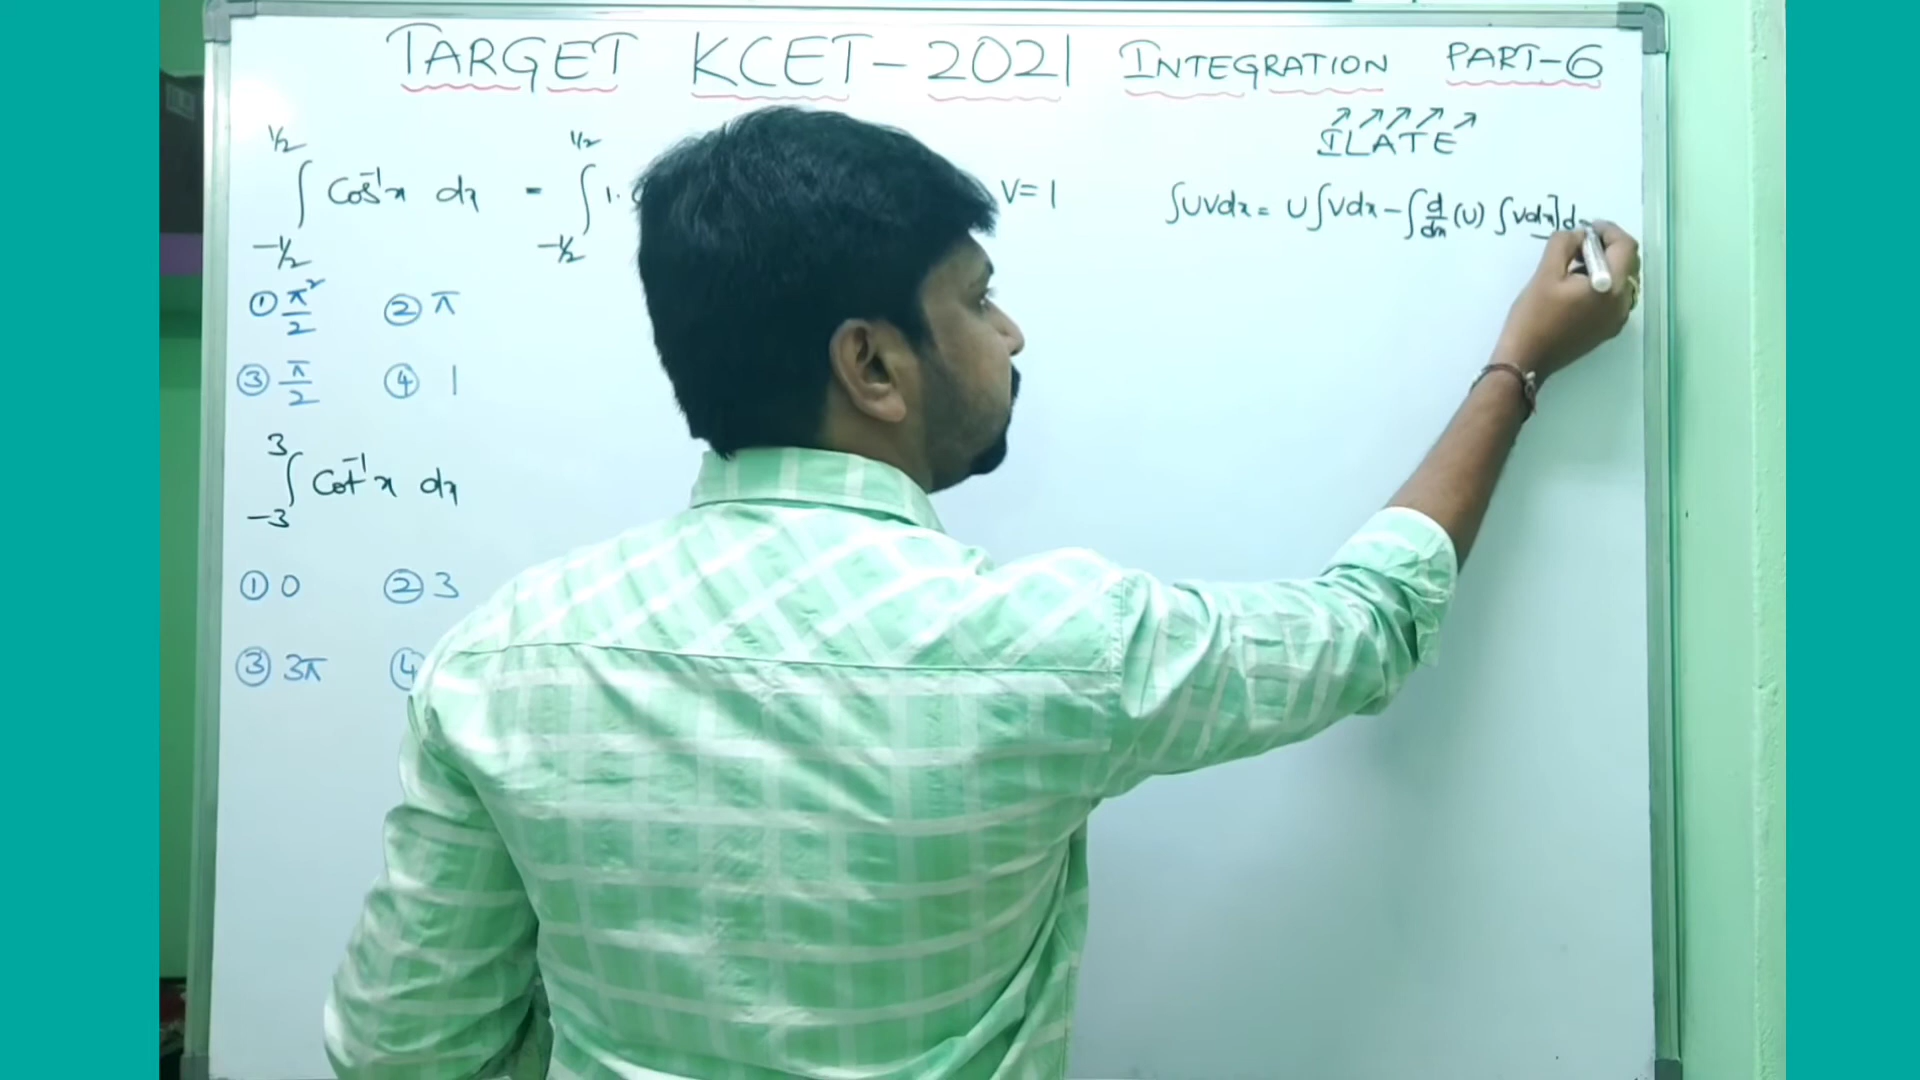 TARGET KCET-2021 INTEGRATION PART-6
ILATE
∫_{-1/2}^{1/2} Cos⁻¹x dx = ∫_{-1/2}^{1/2} 1. V=1
∫UVdx = U∫Vdx - ∫[d/dx (U) ∫Vdx]d
① π²/2 ② π
③ π/2 ④ 1
∫_{-3}^{3} Cot⁻¹x dx
① 0 ② 3
③ 3π ④